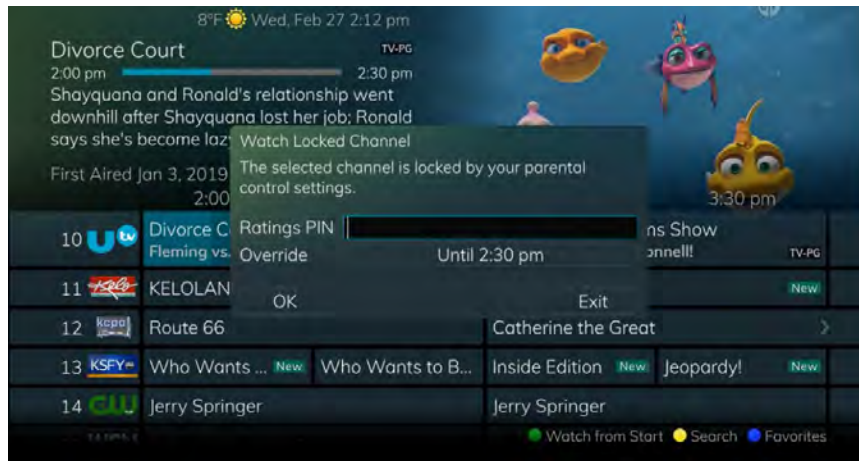 8°F Wed, Feb 27 2:12 pm
Divorce Court TV-PG
2:00 pm 2:30 pm
Shayquana and Ronald's relationship went
downhill after Shayquana lost her job; Ronald
says she's become laz
First Aired Jan 3, 2019
2:00 3:30 pm
Watch Locked Channel
The selected channel is locked by your parental
control settings.
Ratings PIN
Override Until 2:30 pm
OK Exit
10 U tv Divorce C ns Show
Fleming vs. onnell! TV-PG
11 Kelo KELOLAN New
12 kcpo Route 66 Catherine the Great
13 KSFY Who Wants ... New Who Wants to B... Inside Edition New Jeopardy! New
14 CW Jerry Springer Jerry Springer
Watch from Start Search Favorites